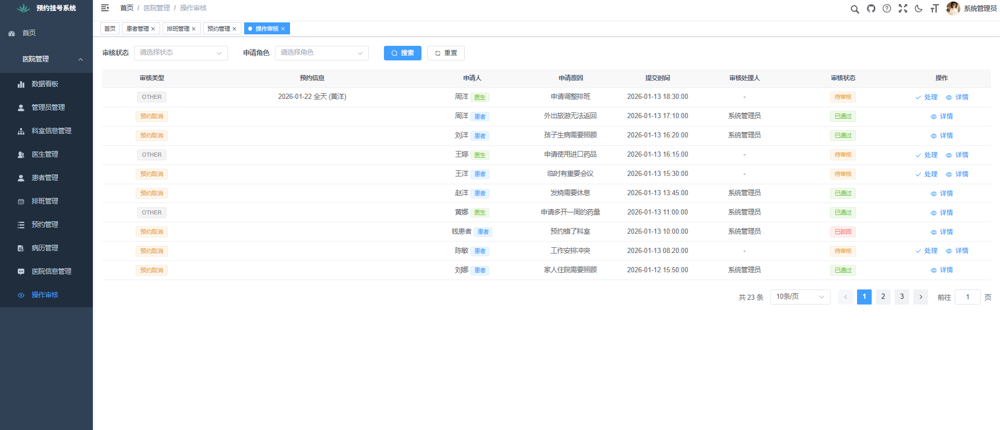 预约挂号系统
首页 / 医院管理 / 操作审核
系统管理员
首页
患者管理
排班管理
预约管理
操作审核
首页
医院管理
数据看板
管理员管理
科室信息管理
医生管理
患者管理
排班管理
预约管理
病历管理
医院信息管理
操作审核
审核状态 请选择状态 申请角色 请选择角色 搜索 重置
审核类型 预约信息 申请人 申请原因 提交时间 审核处理人 审核状态 操作
OTHER 2026-01-22 全天 (黄洋) 周洋 医生 申请调整排班 2026-01-13 18:30:00 - 待审核 处理 详情
预约取消 周洋 患者 外出旅游无法返回 2026-01-13 17:10:00 系统管理员 已通过 详情
预约取消 刘洋 患者 孩子生病需要照顾 2026-01-13 16:20:00 系统管理员 已通过 详情
OTHER 王婷 医生 申请使用进口药品 2026-01-13 16:15:00 - 待审核 处理 详情
预约取消 王洋 患者 临时有重要会议 2026-01-13 15:30:00 - 待审核 处理 详情
预约取消 赵洋 患者 发烧需要休息 2026-01-13 13:45:00 系统管理员 已通过 详情
OTHER 黄娜 医生 申请多开一周的药量 2026-01-13 11:00:00 系统管理员 已通过 详情
预约取消 钱患者 患者 预约错了科室 2026-01-13 10:00:00 系统管理员 已驳回 详情
预约取消 陈敏 患者 工作安排冲突 2026-01-13 08:20:00 - 待审核 处理 详情
预约取消 刘娜 患者 家人住院需要照顾 2026-01-12 15:50:00 系统管理员 已通过 详情
共 23 条 10条/页 1 2 3 前往 1 页